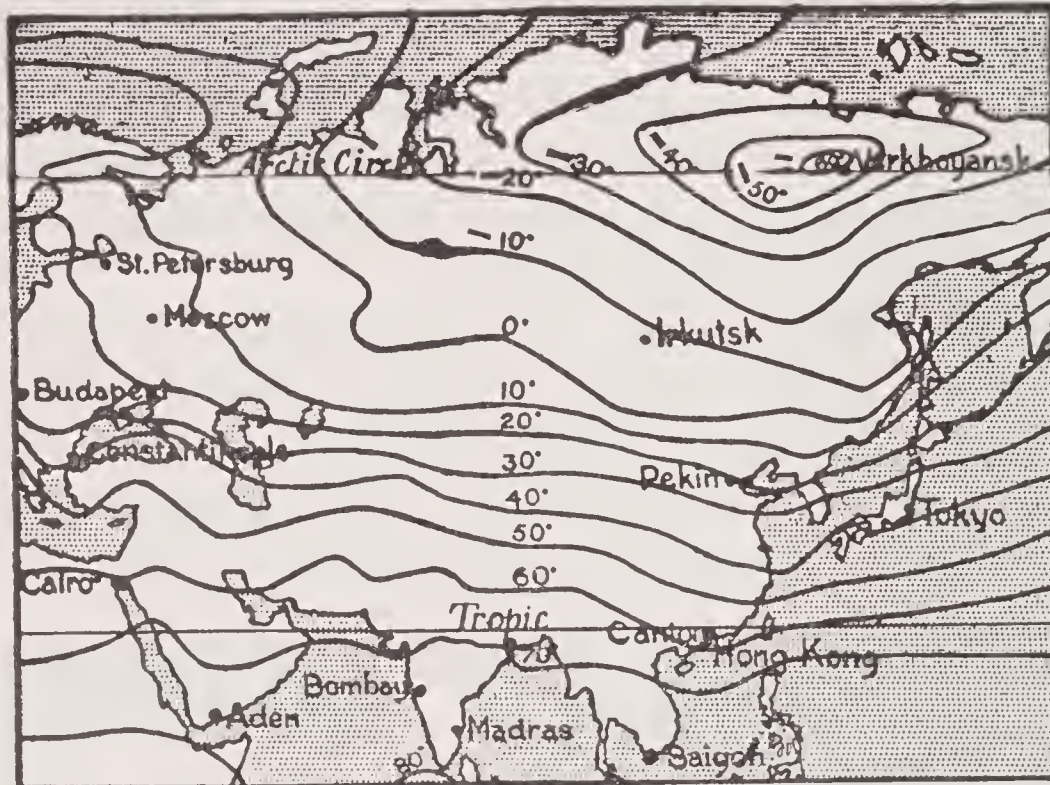 Arctic Circle
-20°
-30°
-40
-50°
Verkhoyansk
-10°
St. Petersburg
Moscow
0°
Irkutsk
Budapest
10°
20°
Constantinople
30°
Pekin
40°
Tokyo
50°
Cairo
60°
Tropic
Canton
Hong Kong
70°
Bombay
Aden
Madras
80°
Saigon